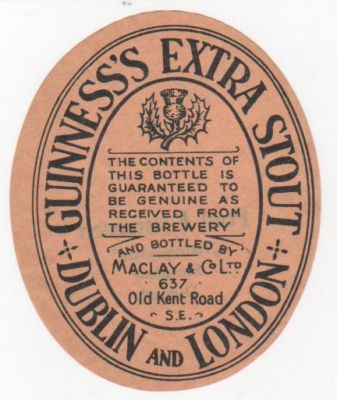 GUINNESS'S EXTRA STOUT
THE CONTENTS OF
THIS BOTTLE IS
GUARANTEED TO
BE GENUINE AS
RECEIVED FROM
THE BREWERY
AND BOTTLED BY
MACLAY & Co LTD
637
Old Kent Road
S.E.
DUBLIN AND LONDON